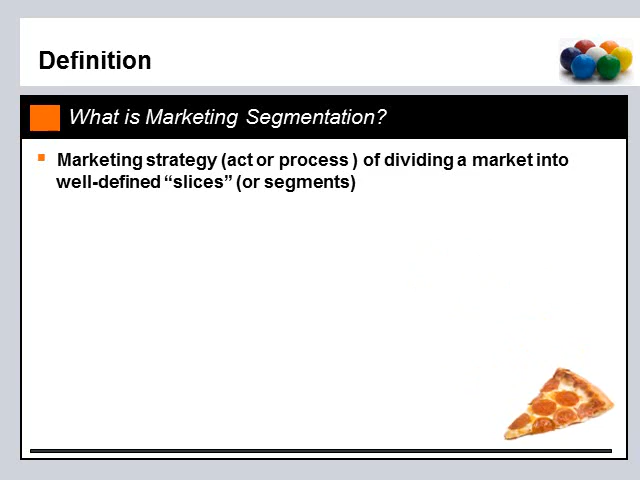 Definition
What is Marketing Segmentation?
Marketing strategy (act or process ) of dividing a market into
well-defined “slices” (or segments)